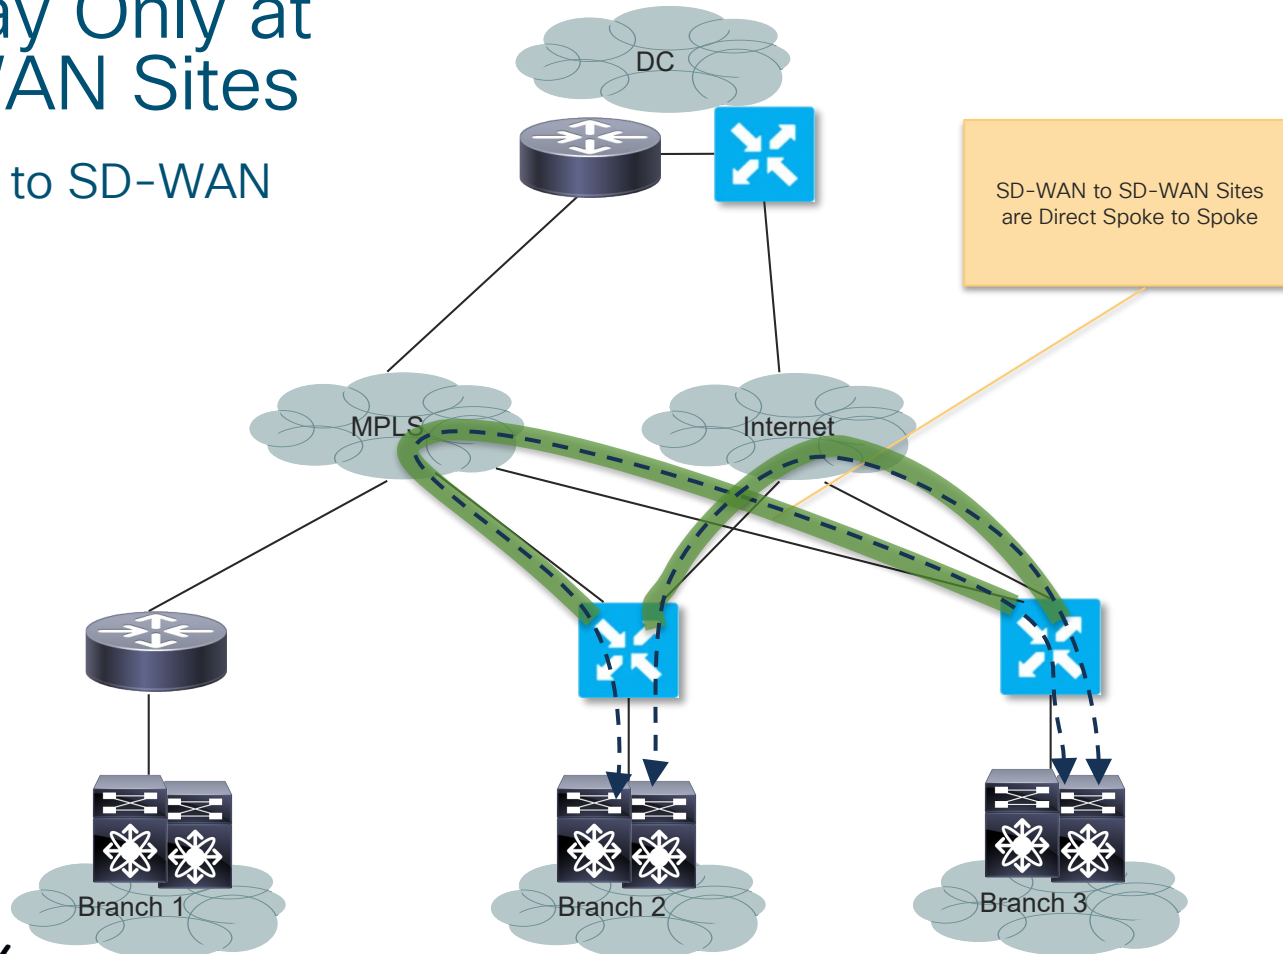 ay Only at
WAN Sites
to SD-WAN
DC
SD-WAN to SD-WAN Sites
are Direct Spoke to Spoke
MPLS
Internet
Branch 1
Branch 2
Branch 3